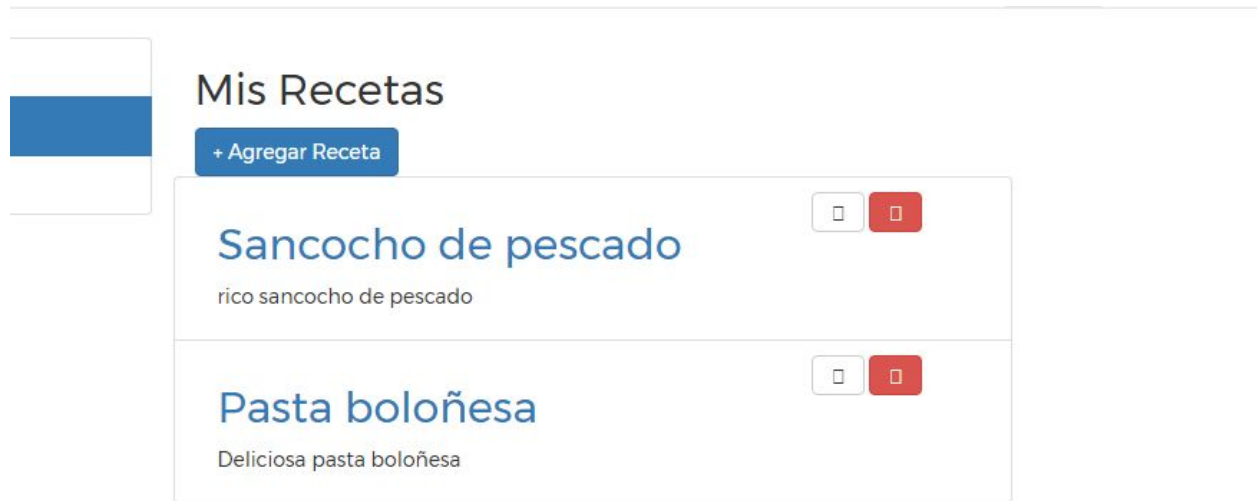 Mis Recetas
+ Agregar Receta
Sancocho de pescado
rico sancocho de pescado
Pasta boloñesa
Deliciosa pasta boloñesa